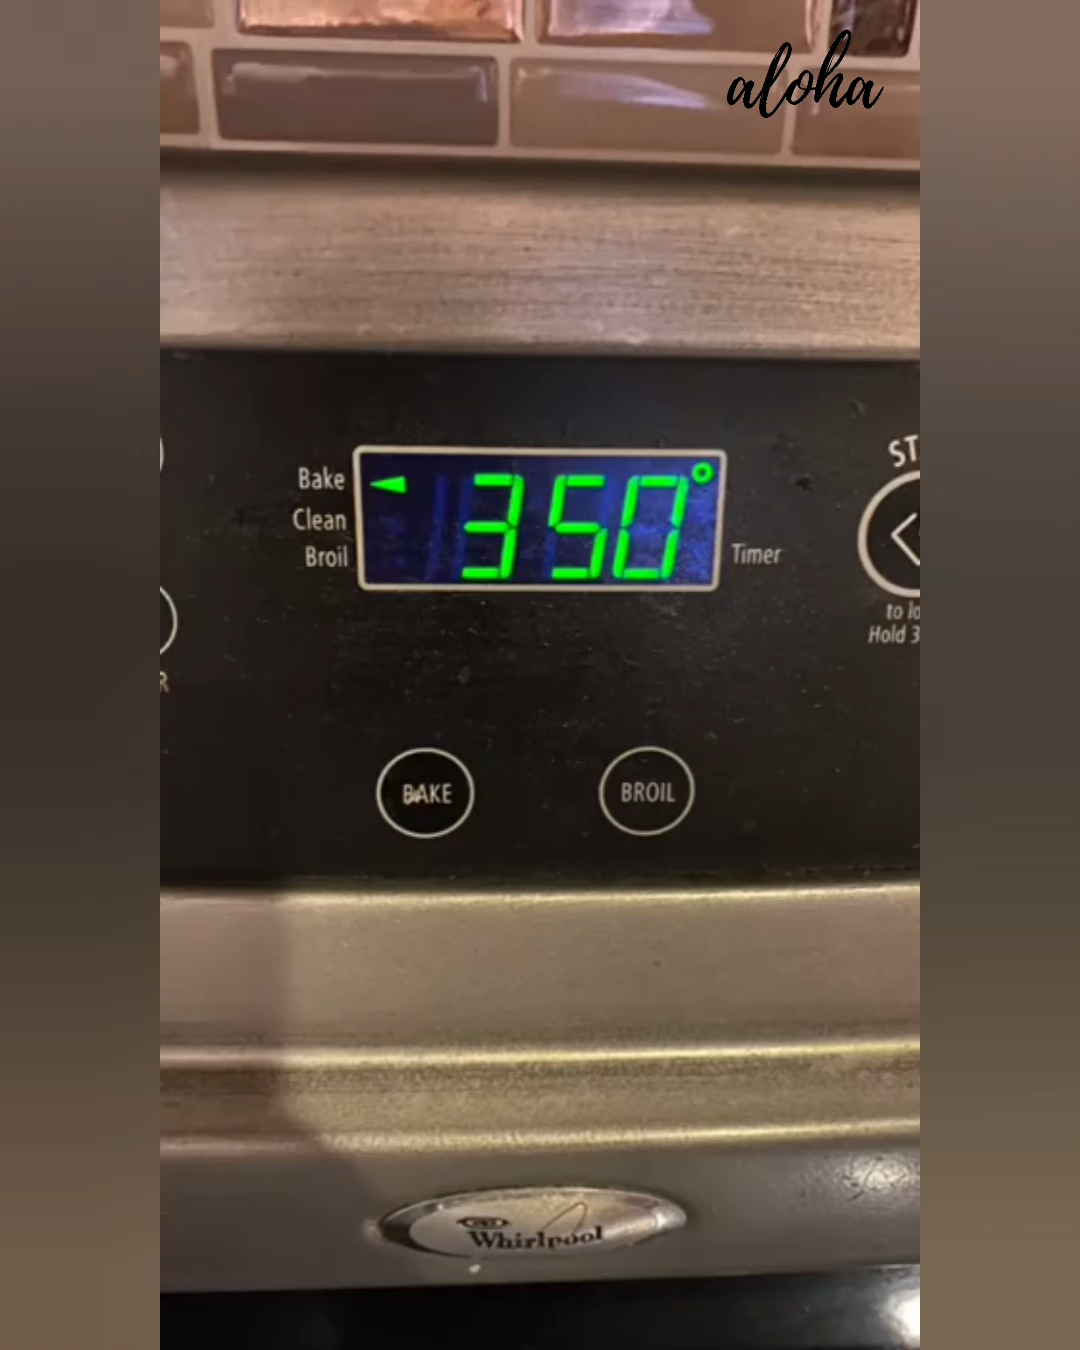 aloha
ST
Bake
350°
Clean
Broil
Timer
to lo
Hold 3
R
BAKE
BROIL
Whirlpool